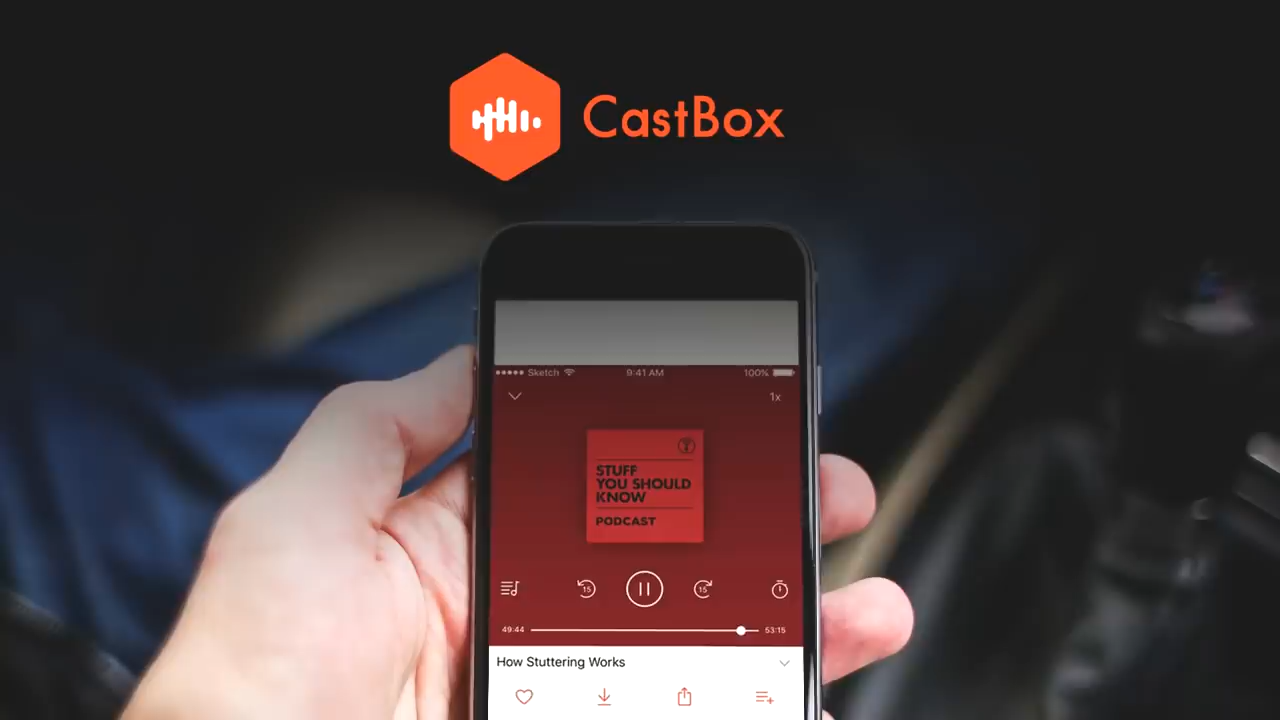 CastBox
Sketch 9:41 AM 100%
1x
STUFF
YOU SHOULD
KNOW
PODCAST
15 15
49:44 53:15
How Stuttering Works